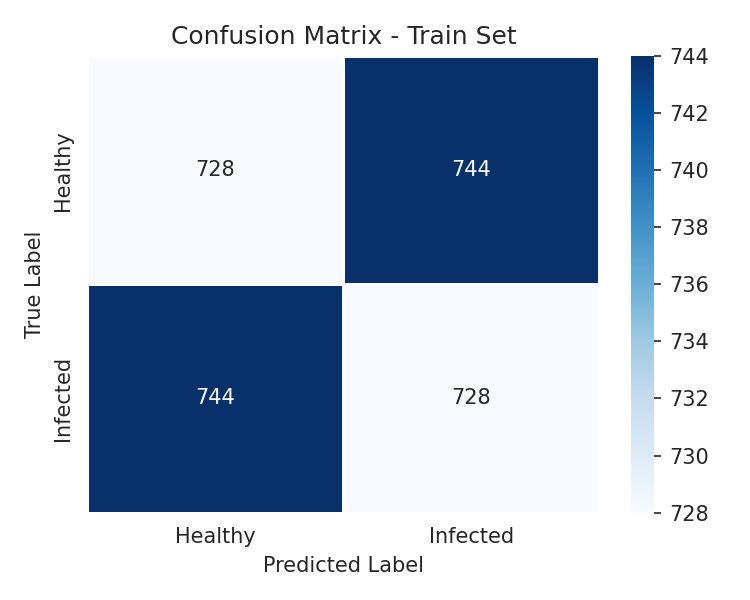 Confusion Matrix - Train Set
True Label
Healthy
Infected
728
744
744
728
Healthy
Infected
Predicted Label
744
742
740
738
736
734
732
730
728